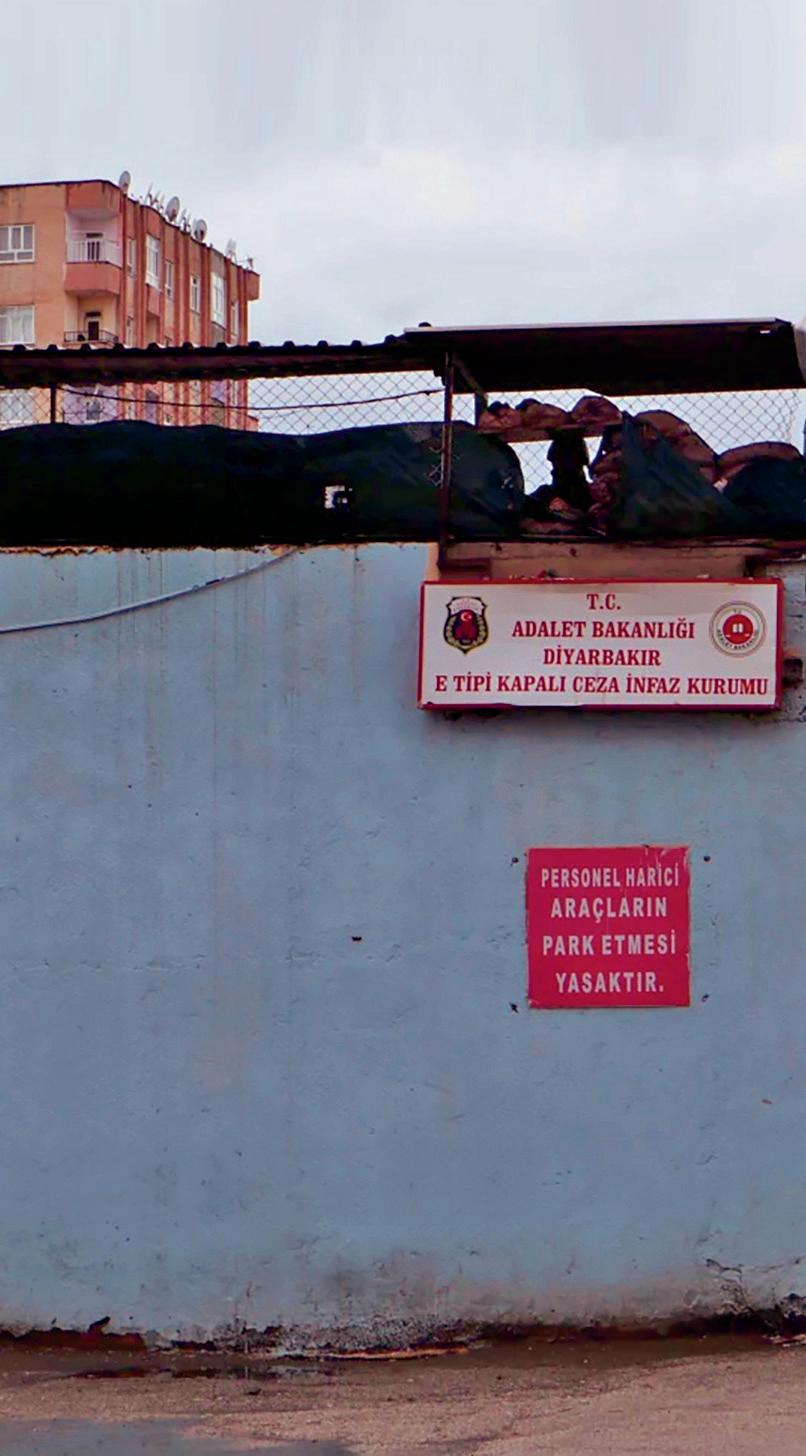 T.C.
ADALET BAKANLIĞI
DİYARBAKIR
E TİPİ KAPALI CEZA İNFAZ KURUMU
PERSONEL HARİCİ
ARAÇLARIN
PARK ETMESİ
YASAKTIR.